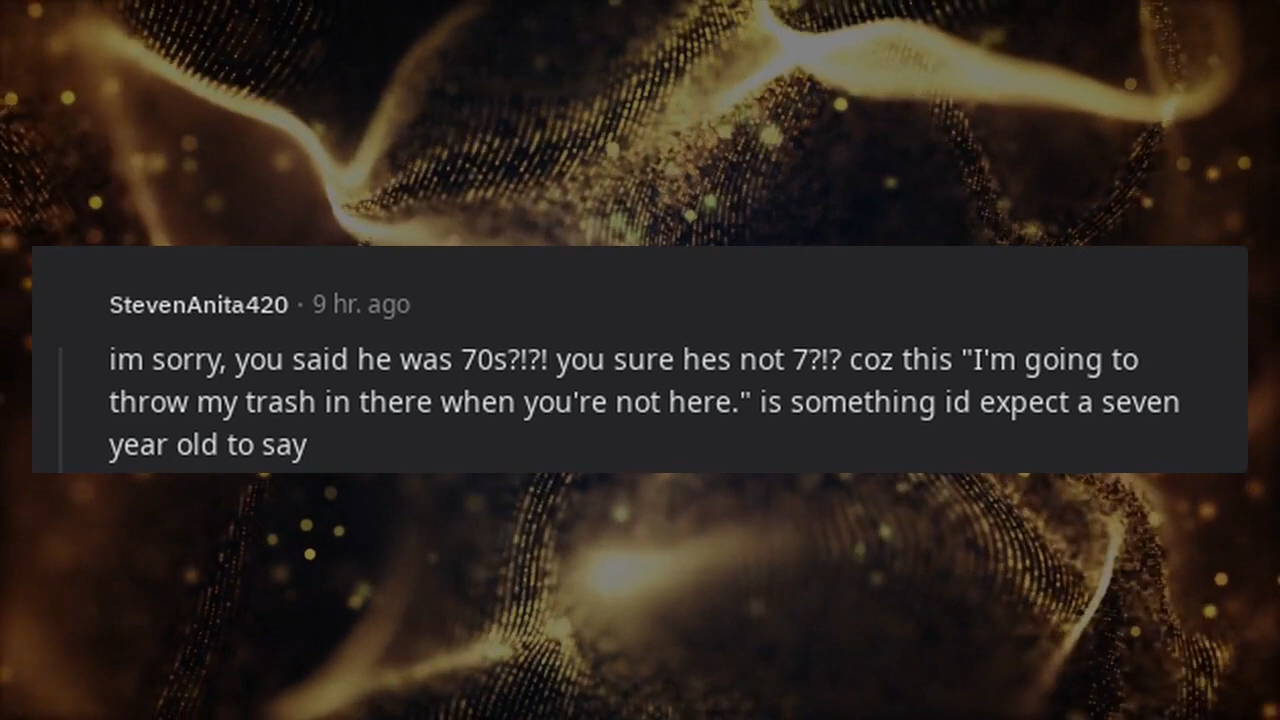 StevenAnita420 · 9 hr. ago
im sorry, you said he was 70s?!?! you sure hes not 7?!? coz this "I'm going to
throw my trash in there when you're not here." is something id expect a seven
year old to say